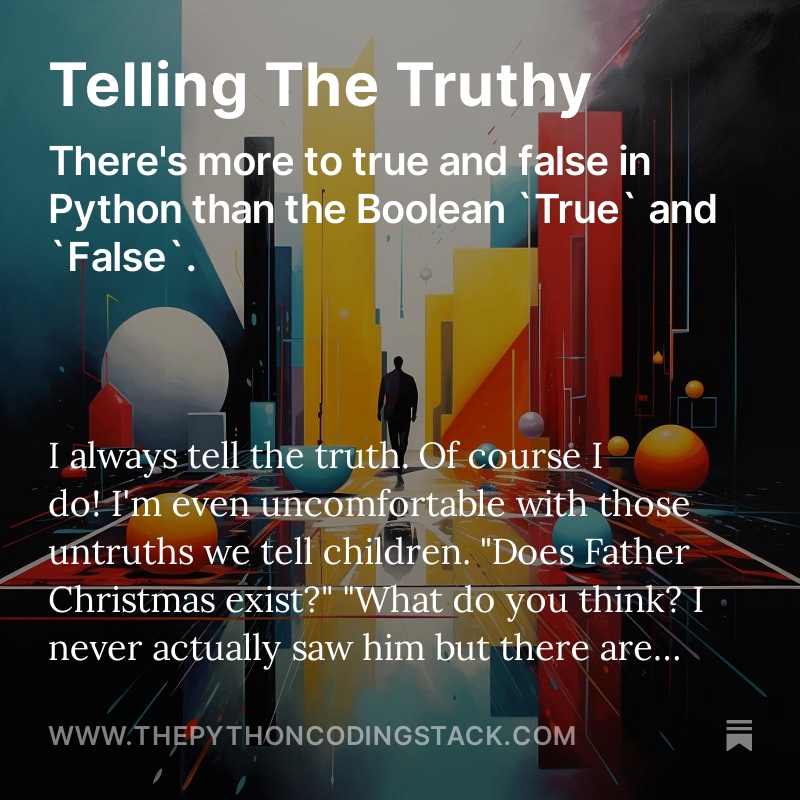 Telling The Truthy
There's more to true and false in
Python than the Boolean `True` and
`False`.
I always tell the truth. Of course I
do! I'm even uncomfortable with those
untruths we tell children. "Does Father
Christmas exist?" "What do you think? I
never actually saw him but there are...
WWW.THEPYTHONCODINGSTACK.COM